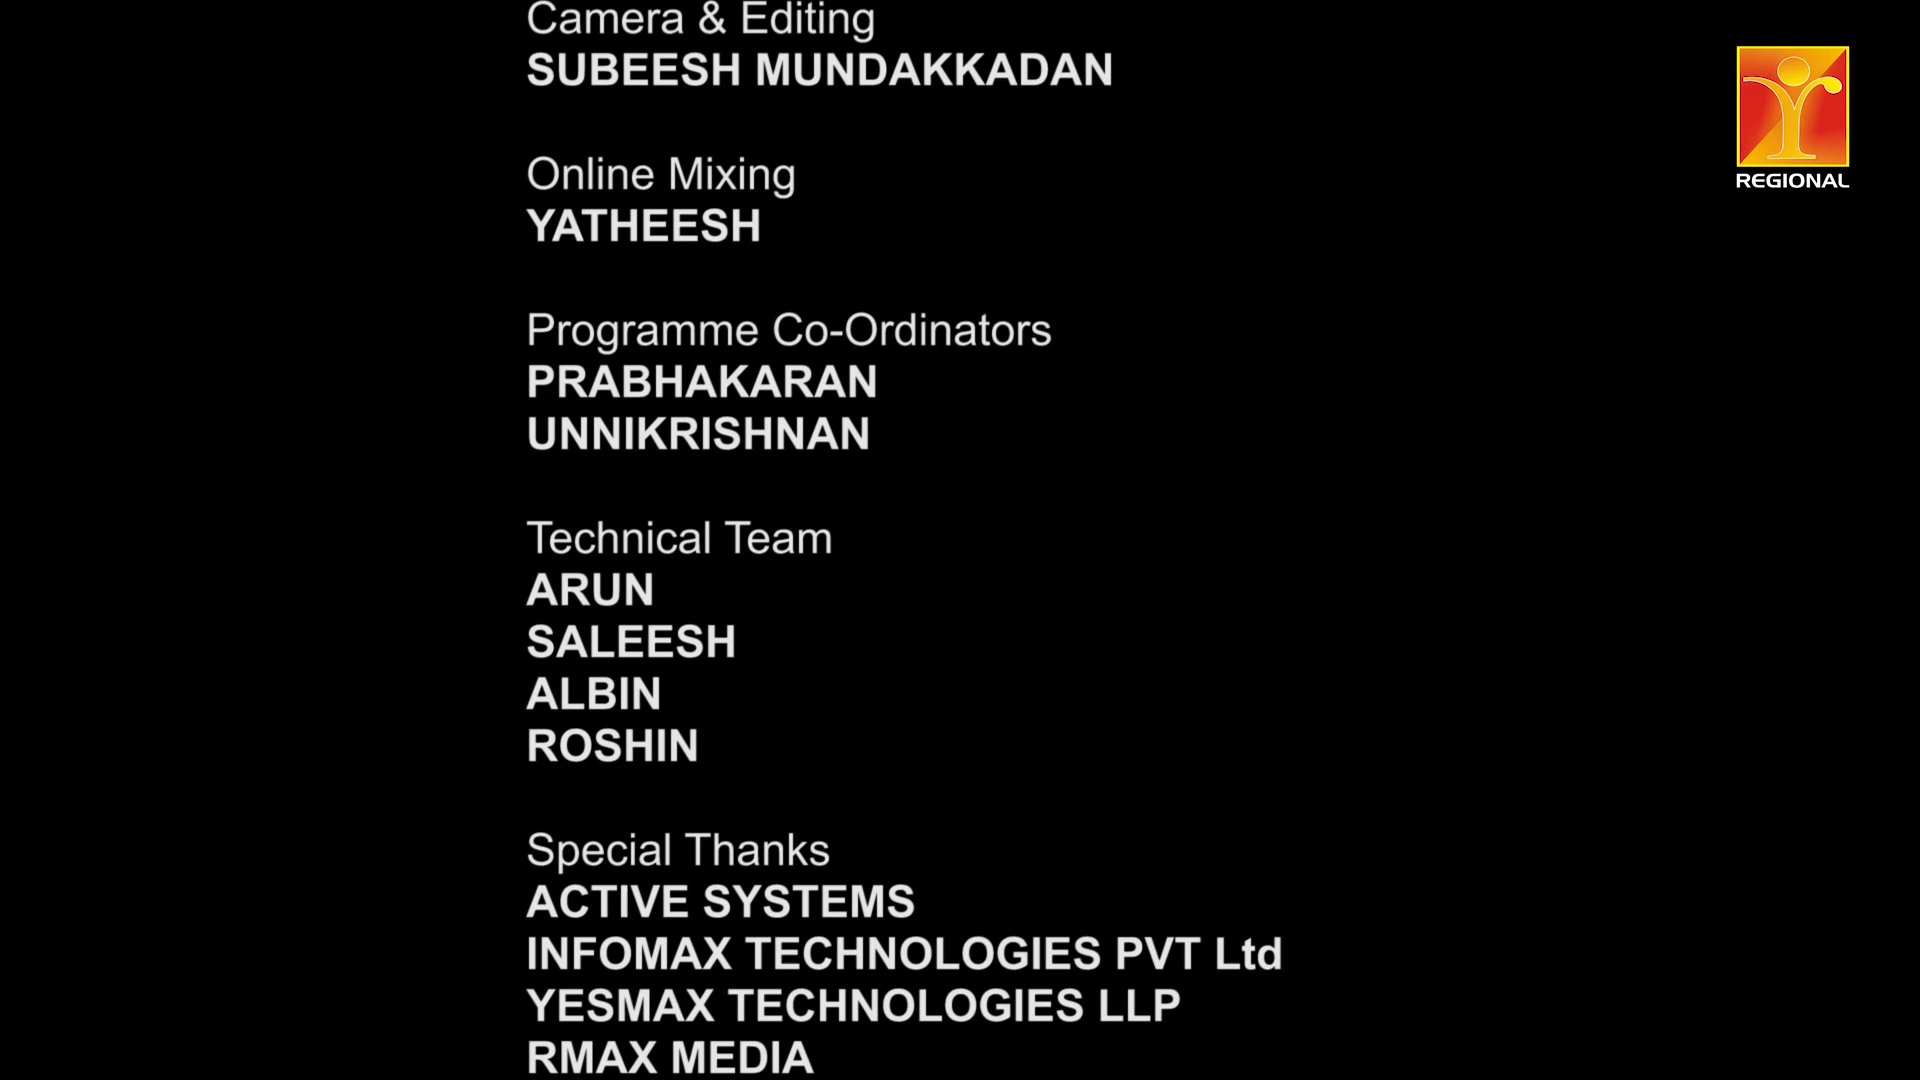 Camera & Editing
SUBEESH MUNDAKKADAN
REGIONAL
Online Mixing
YATHEESH
Programme Co-Ordinators
PRABHAKARAN
UNNIKRISHNAN
Technical Team
ARUN
SALEESH
ALBIN
ROSHIN
Special Thanks
ACTIVE SYSTEMS
INFOMAX TECHNOLOGIES PVT Ltd
YESMAX TECHNOLOGIES LLP
RMAX MEDIA